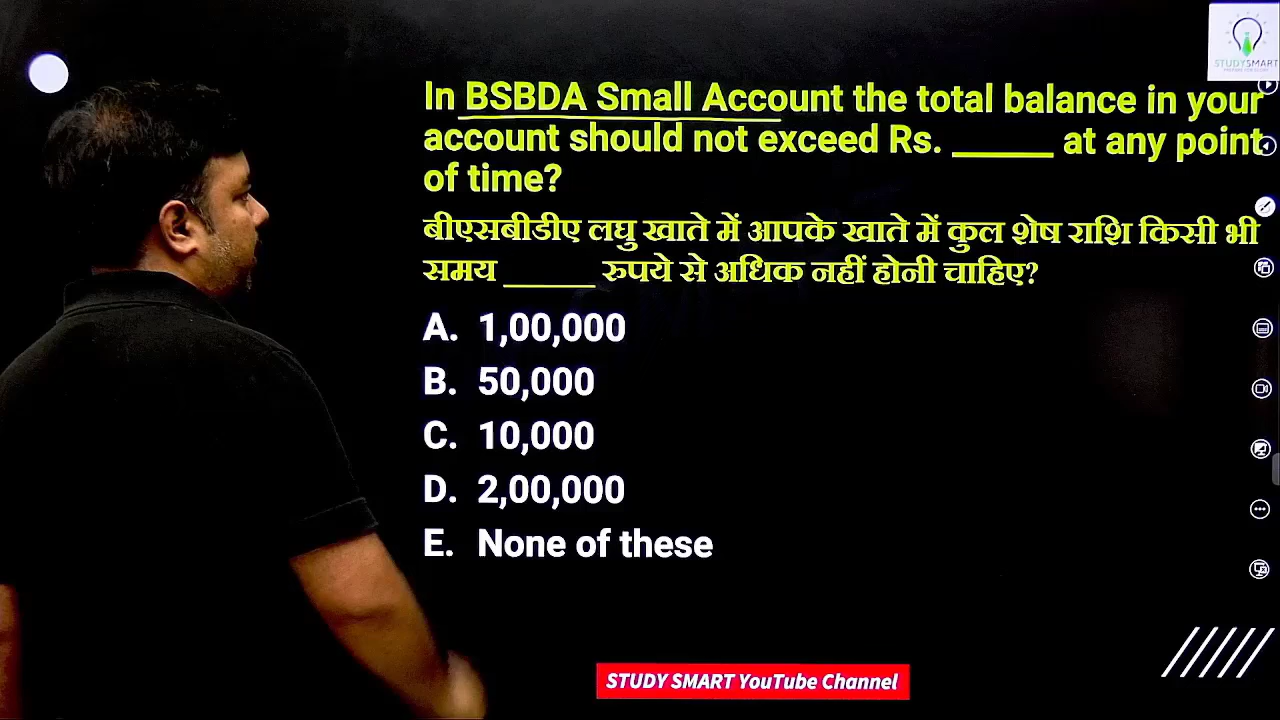 STUDYSMART
In BSBDA Small Account the total balance in your
account should not exceed Rs. ______ at any point
of time?
बीएसबीडीए लघु खाते में आपके खाते में कुल शेष राशि किसी भी
समय ______ रुपये से अधिक नहीं होनी चाहिए?
A. 1,00,000
B. 50,000
C. 10,000
D. 2,00,000
E. None of these
STUDY SMART YouTube Channel